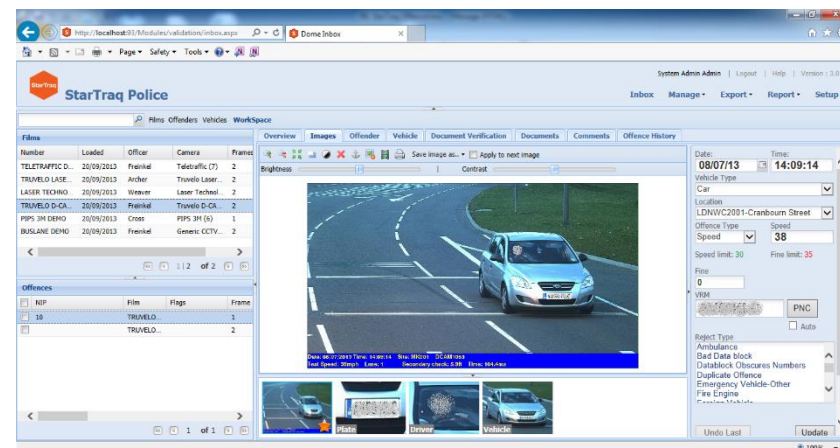 http://localhost:93/Modules/validation/inbox.aspx
Dome Inbox
Page Safety Tools
System Admin Admin | Logout | Help | Version : 3.0
StarTraq
StarTraq Police
Inbox Manage Export Report Setup
Films Offenders Vehicles WorkSpace
Films
Number Loaded Officer Camera Frames
TELETRAFFIC D... 20/09/2013 Freinkel Teletraffic (7) 2
TRUVELO LASE... 20/09/2013 Archer Truvelo Laser... 2
LASER TECHNO... 20/09/2013 Weaver Laser Technol... 2
TRUVELO D-CA... 20/09/2013 Freinkel Truvelo D-CA... 2
PIPS 3M DEMO 20/09/2013 Cross PIPS 3M (6) 1
BUSLANE DEMO 20/09/2013 Freinkel Generic CCTV... 2
1 | 2 of 2
Offences
NIP Film Flags Frame
10 TRUVELO... 1
TRUVELO... 2
1 of 1
Overview Images Offender Vehicle Document Verification Documents Comments Offence History
Save image as... Apply to next image
Brightness | Contrast
Site: MK201 DCAM1053
Test Speed: 38mph Lane: 1
Plate
Driver
Vehicle
Date: Time:
08/07/13 14:09:14
Vehicle Type
Car
Location
LDNWC2001-Cranbourn Street
Offence Type Speed
Speed 38
Speed limit: 30 Fine limit: 35
Fine
0
VRM
PNC
Auto
Reject Type
Ambulance
Bad Data block
Datablock Obscures Numbers
Duplicate Offence
Emergency Vehicle-Other
Fire Engine
Undo Last Update
100%